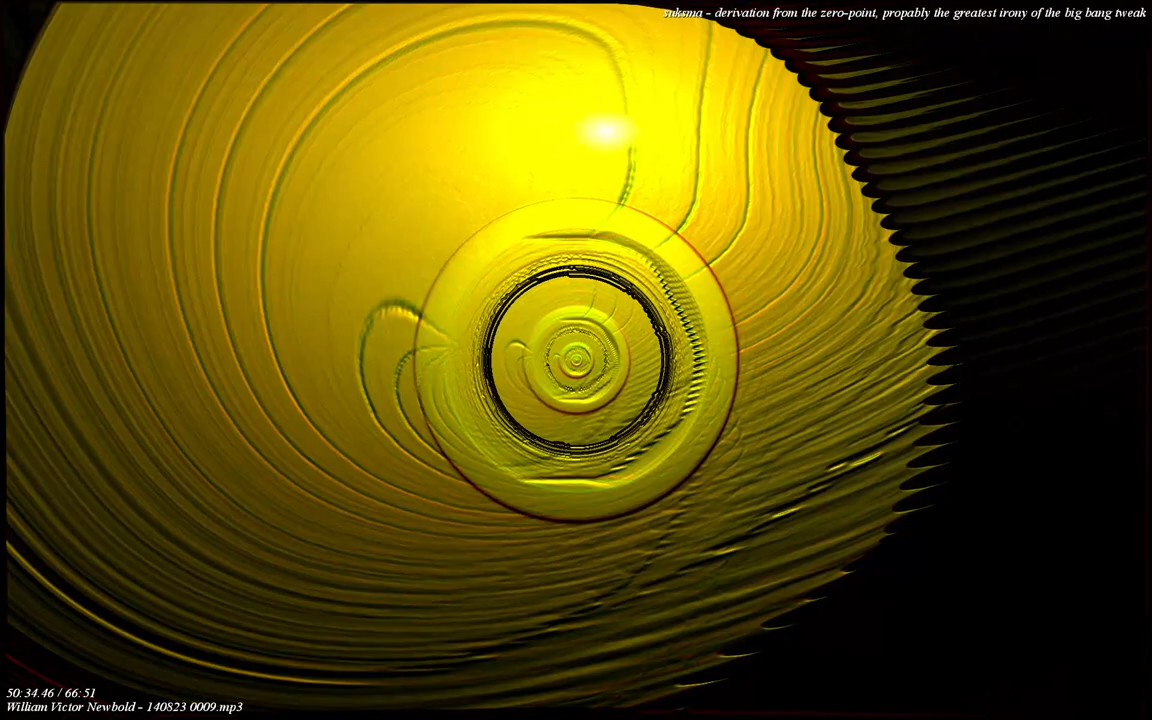 suksma - derivation from the zero-point, propably the greatest irony of the big bang tweak
50:34.46 / 66:51
William Victor Newbold - 140823 0009.mp3